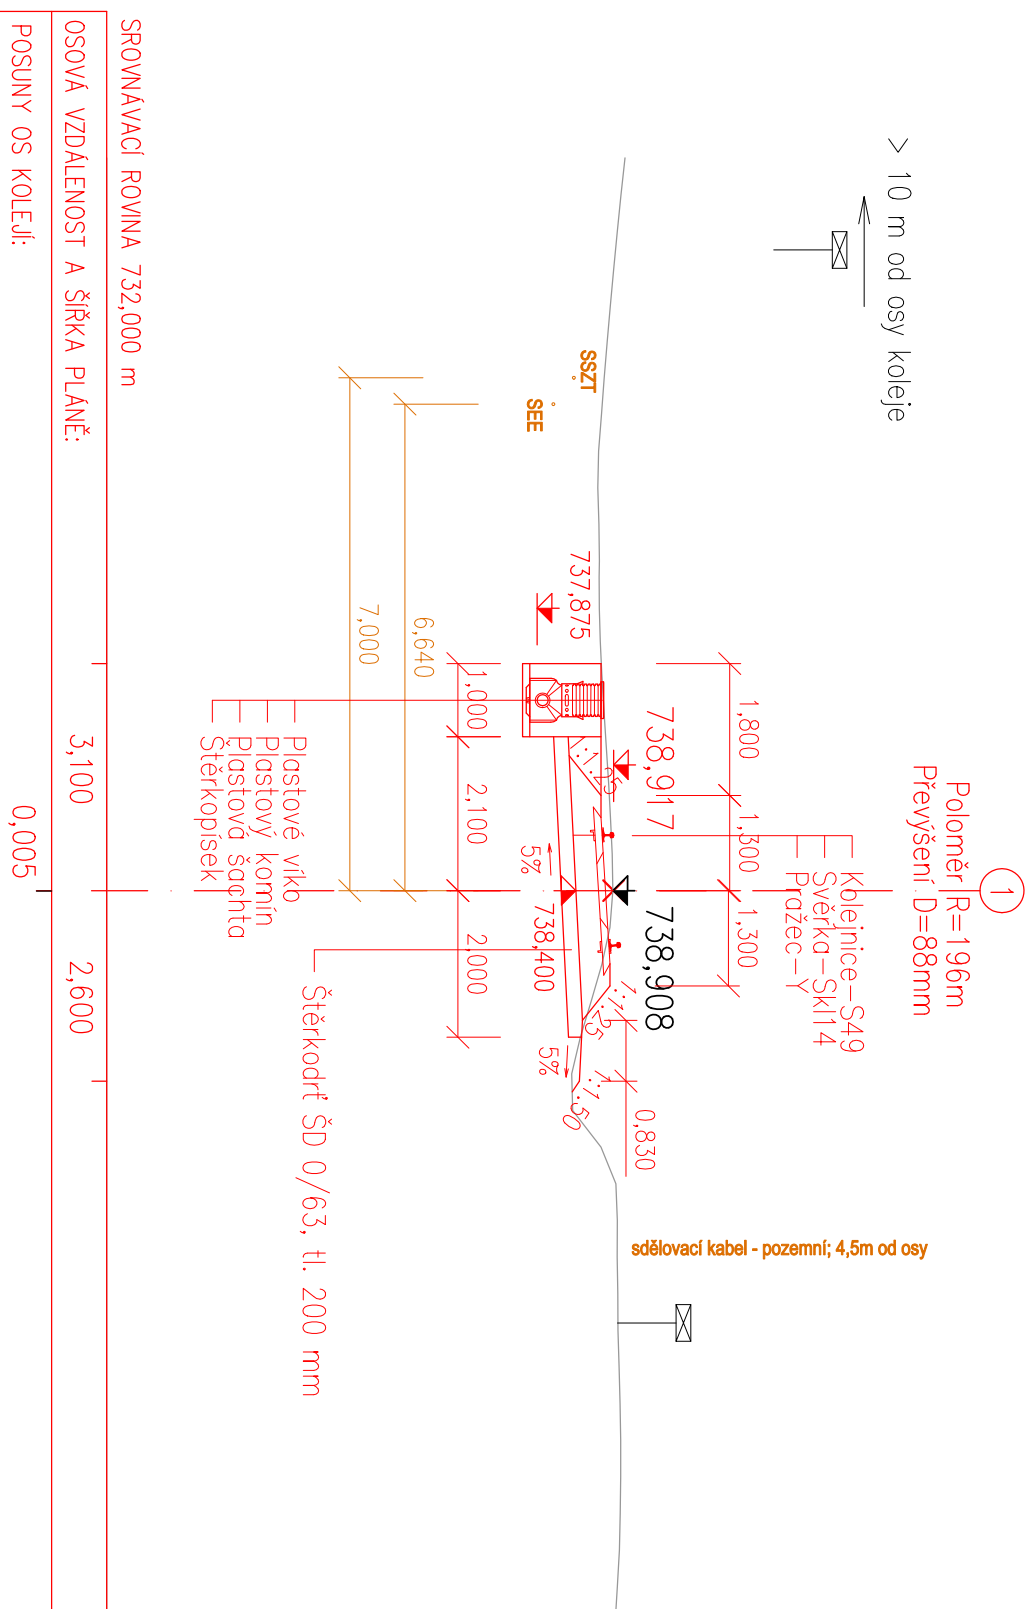 1
Poloměr R=196m
Převýšení D=88mm
> 10 m od osy koleje
Kolejnice-S49
Svěrka-Skl14
Pražec-Y
sdělovací kabel - pozemní; 4,5m od osy
1,800
1,300
1,300
738,917
738,908
0,830
SSZT
SEE
737,875
1:1.25
1:1.25
1:1.50
5%
738,400
5%
1,000
2,100
2,000
6,640
7,000
Plastové víko
Plastový komín
Plastová šachta
Štěrkopísek
Štěrkodrť ŠD 0/63, tl. 200 mm
SROVNÁVACÍ ROVINA 732,000 m
OSOVÁ VZDÁLENOST A ŠÍŘKA PLÁNĚ:
3,100
2,600
POSUNY OS KOLEJÍ:
0,005